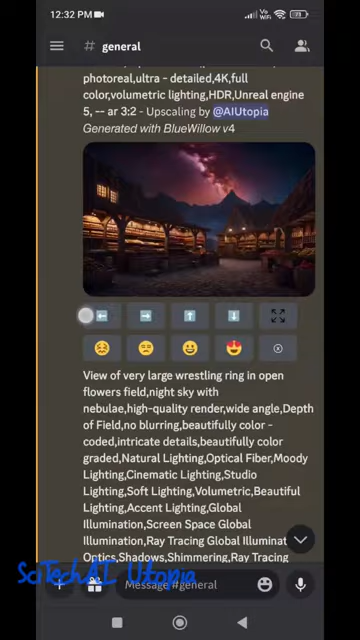 12:32 PM
# general
photoreal,ultra - detailed,4K,full
color,volumetric lighting,HDR,Unreal engine
5, -- ar 3:2 - Upscaling by @AIUtopia
Generated with BlueWillow v4
View of very large wrestling ring in open
flowers field,night sky with
nebulae,high-quality render,wide angle,Depth
of Field,no blurring,beautifully color -
coded,intricate details,beautifully color
graded,Natural Lighting,Optical Fiber,Moody
Lighting,Cinematic Lighting,Studio
Lighting,Soft Lighting,Volumetric,Beautiful
Lighting,Accent Lighting,Global
Illumination,Screen Space Global
Illumination,Ray Tracing Global Illuminat
Optics,Shadows,Shimmering,Ray Tracing
SciTechAI Utopia
Message #general